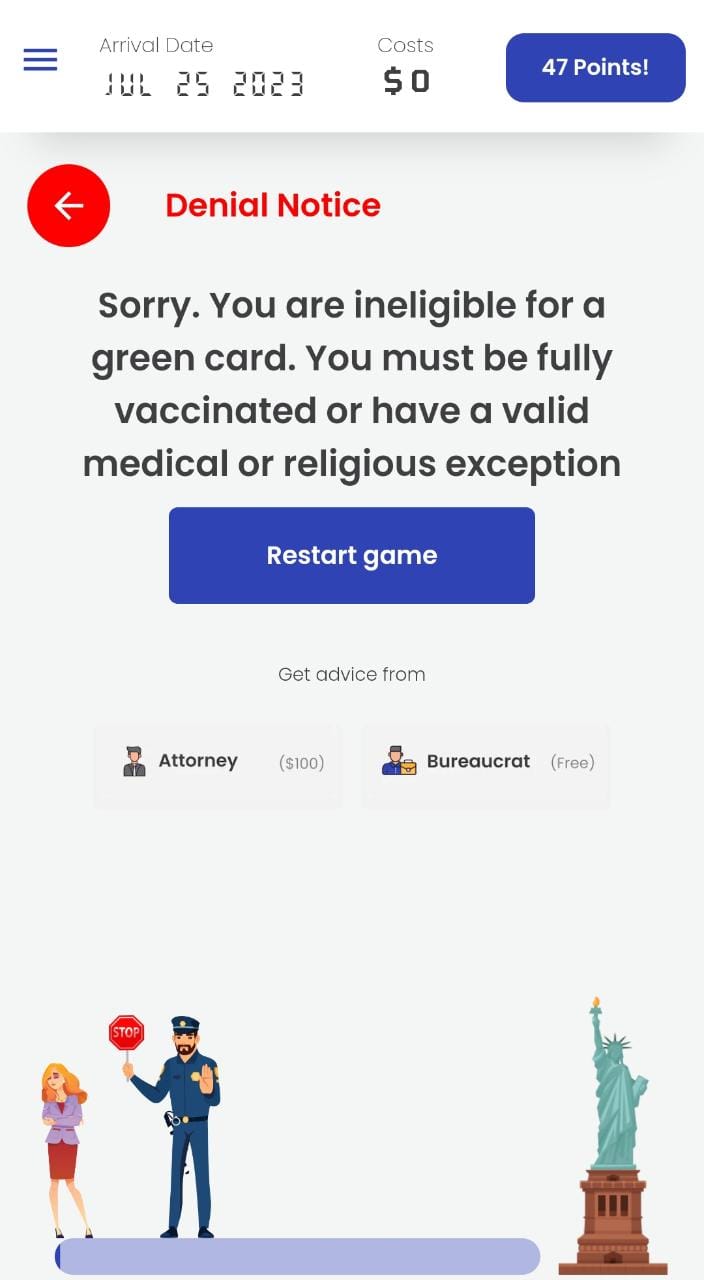 Arrival Date
JUL 25 2023
Costs
$0
47 Points!
Denial Notice
Sorry. You are ineligible for a
green card. You must be fully
vaccinated or have a valid
medical or religious exception
Restart game
Get advice from
Attorney ($100)
Bureaucrat (Free)
STOP